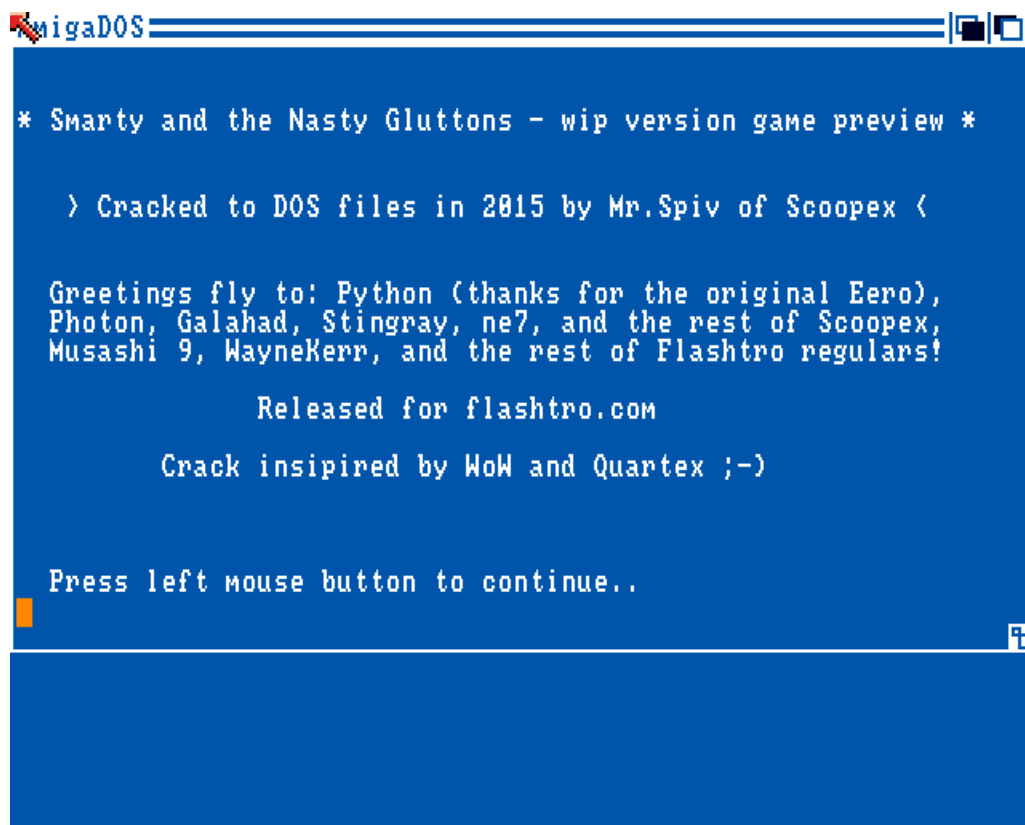 AmigaDOS
* Smarty and the Nasty Gluttons - wip version game preview *
> Cracked to DOS files in 2015 by Mr.Spiv of Scoopex <
Greetings fly to: Python (thanks for the original Eero),
Photon, Galahad, Stingray, ne7, and the rest of Scoopex,
Musashi 9, WayneKerr, and the rest of Flashtro regulars!
Released for flashtro.com
Crack insipired by WoW and Quartex ;-)
Press left mouse button to continue..